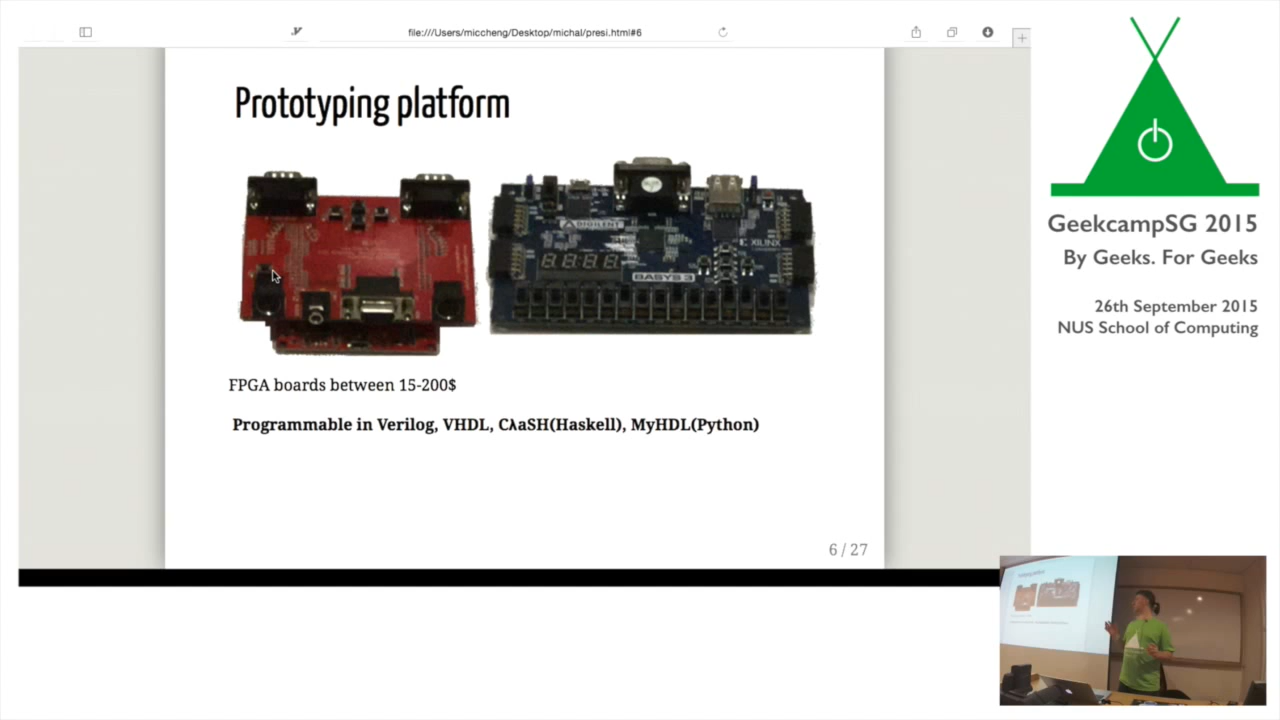 file:///Users/miccheng/Desktop/michal/presi.html#6
Prototyping platform
DIGILENT
XILINX
BASYS 3
FPGA boards between 15-200$
Programmable in Verilog, VHDL, CλaSH(Haskell), MyHDL(Python)
6 / 27
GeekcampSG 2015
By Geeks. For Geeks
26th September 2015
NUS School of Computing